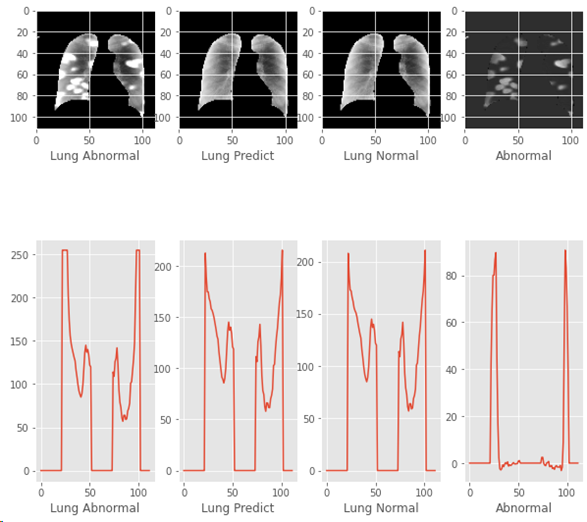 0 0 0 0
20 20 20 20
40 40 40 40
60 60 60 60
80 80 80 80
100 100 100 100
0 50 100 0 50 100 0 50 100 0 50 100
Lung Abnormal Lung Predict Lung Normal Abnormal
250 200 200 80
200 150 150 60
150 100 100 40
100 50 50 20
50 0 0 0
0
0 50 100 0 50 100 0 50 100 0 50 100
Lung Abnormal Lung Predict Lung Normal Abnormal